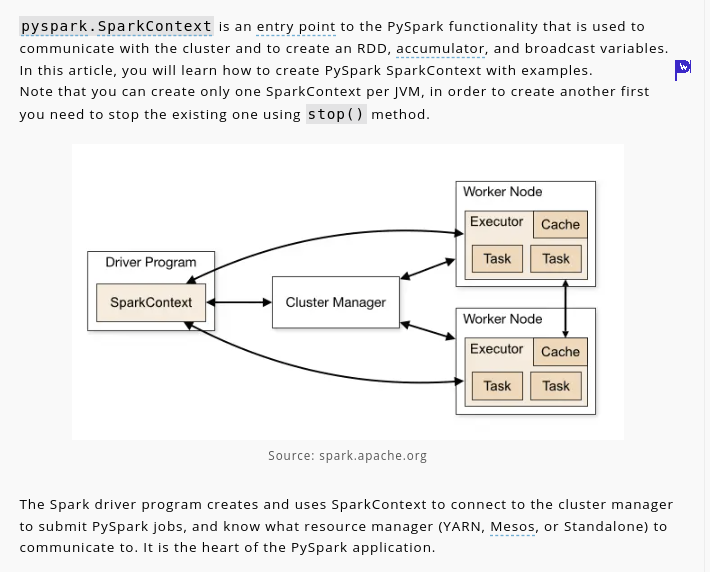 pyspark.SparkContext is an entry point to the PySpark functionality that is used to
communicate with the cluster and to create an RDD, accumulator, and broadcast variables.
In this article, you will learn how to create PySpark SparkContext with examples.
Note that you can create only one SparkContext per JVM, in order to create another first
you need to stop the existing one using stop() method.
Driver Program
SparkContext
Cluster Manager
Worker Node
Executor
Cache
Task
Task
Worker Node
Executor
Cache
Task
Task
Source: spark.apache.org
The Spark driver program creates and uses SparkContext to connect to the cluster manager
to submit PySpark jobs, and know what resource manager (YARN, Mesos, or Standalone) to
communicate to. It is the heart of the PySpark application.